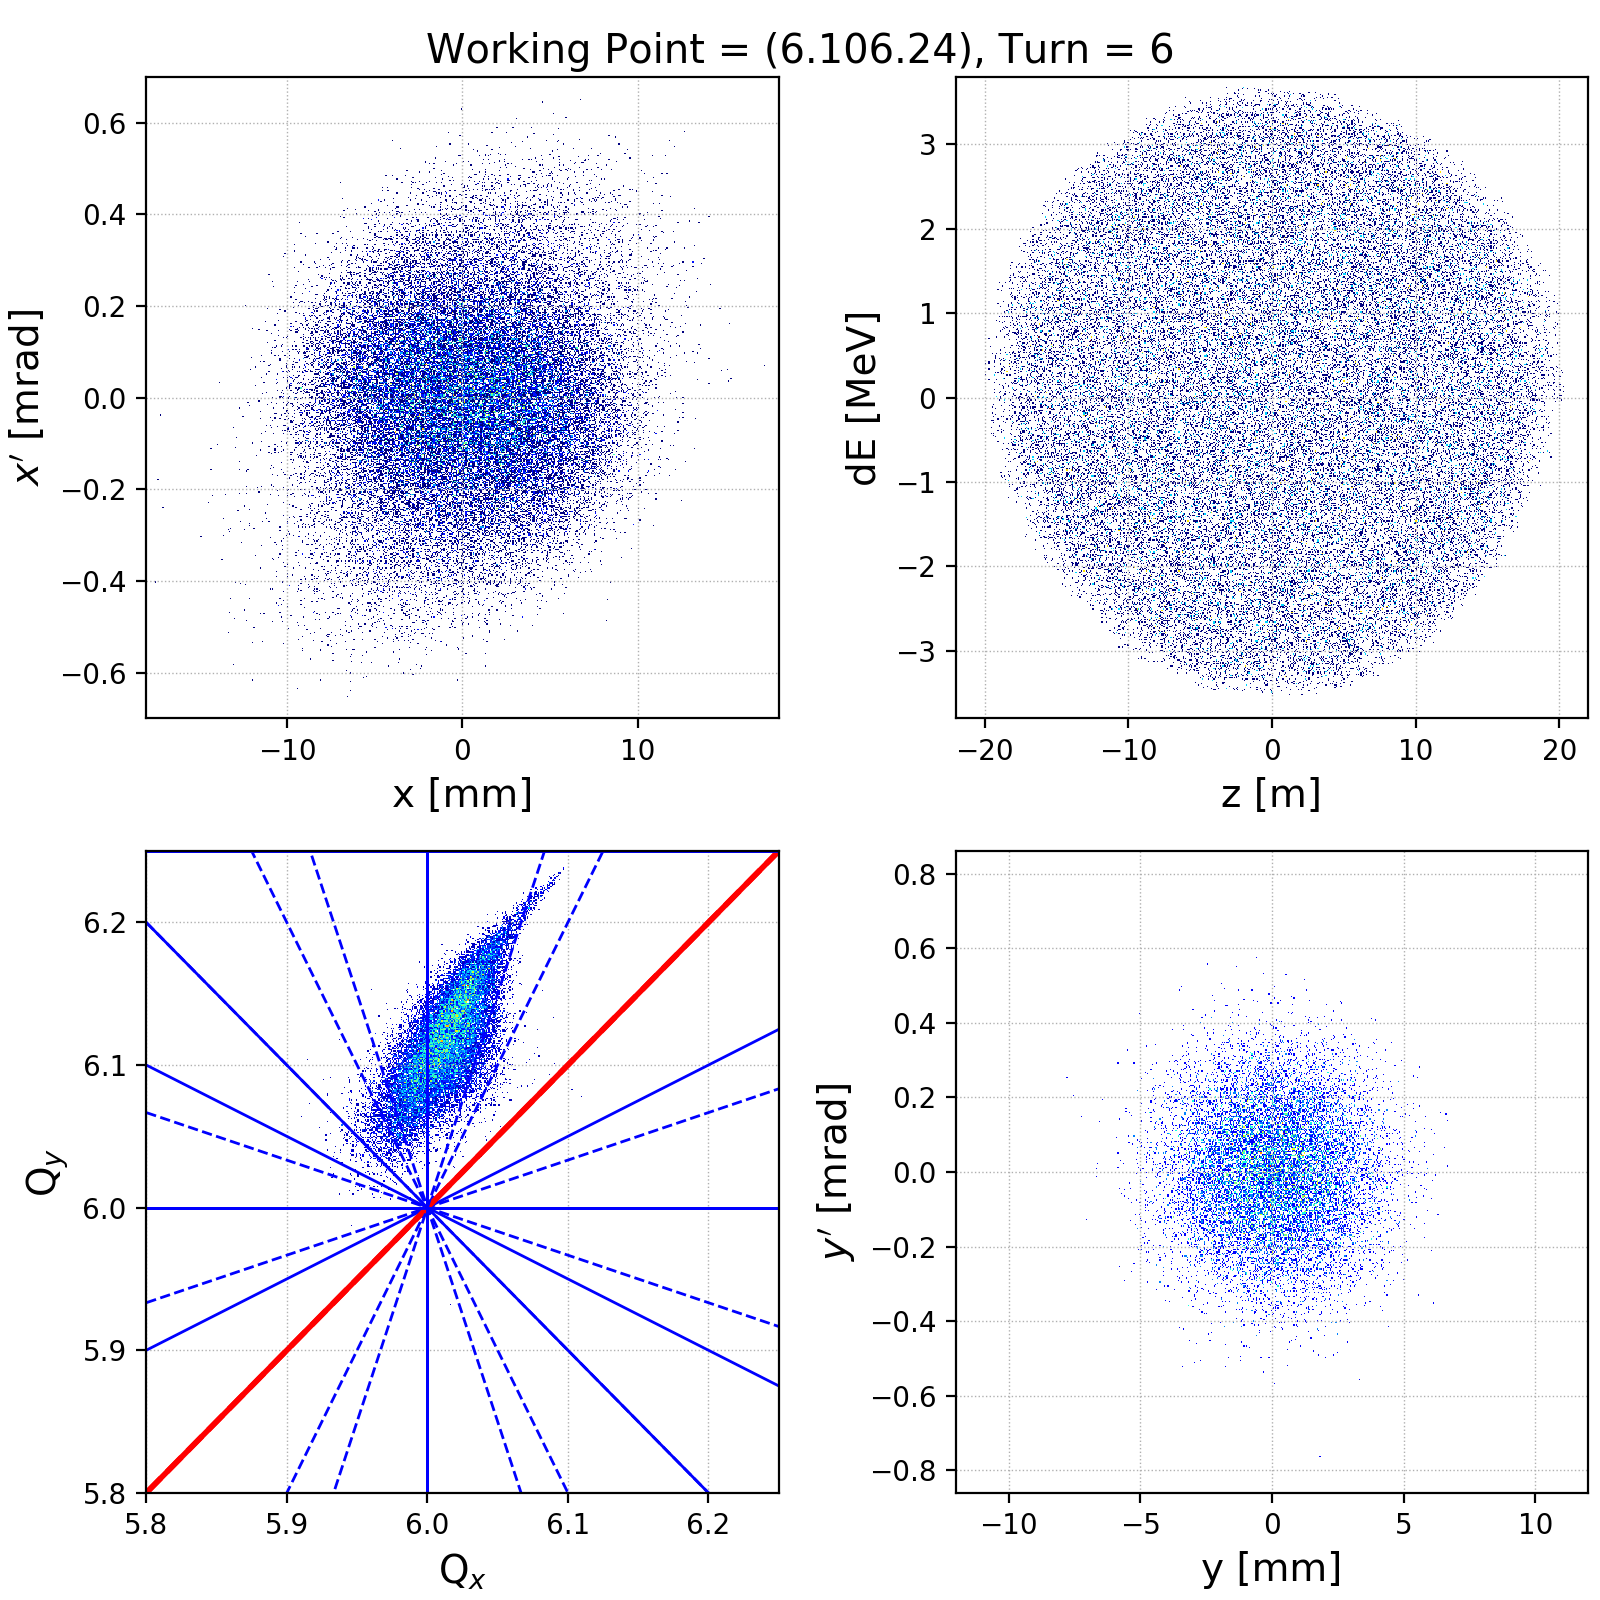 Working Point = (6.106.24), Turn = 6
0.6
0.4
0.2
0.0
−0.2
−0.4
−0.6
x′ [mrad]
−10 0 10
x [mm]
3
2
1
0
−1
−2
−3
dE [MeV]
−20 −10 0 10 20
z [m]
6.2
6.1
6.0
5.9
5.8
Qy
5.8 5.9 6.0 6.1 6.2
Qx
0.8
0.6
0.4
0.2
0.0
−0.2
−0.4
−0.6
−0.8
y′ [mrad]
−10 −5 0 5 10
y [mm]